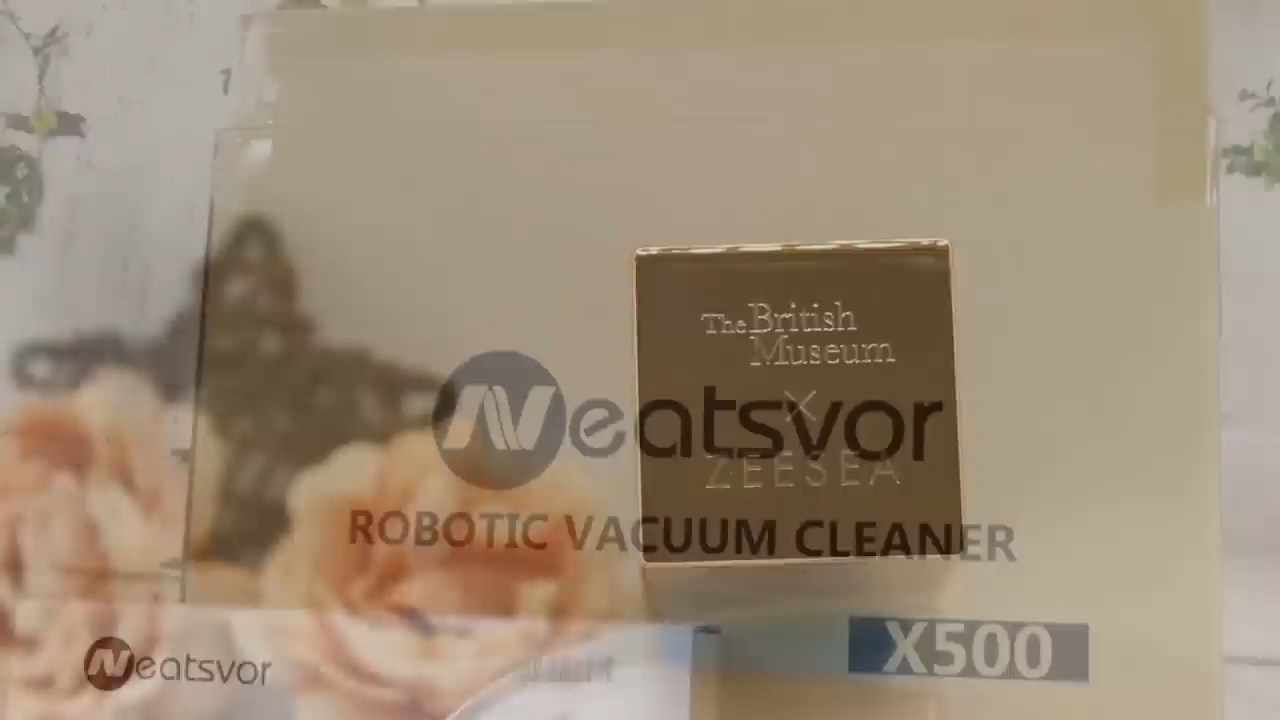 The British
Museum
X
Neatsvor
ZEESEA
ROBOTIC VACUUM CLEANER
X500
Neatsvor